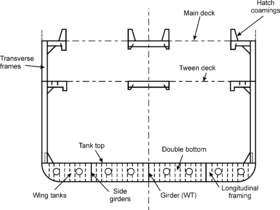 Main deck
Hatch
coamings
Transverse
frames
Tween deck
Tank top
Double bottom
Wing tanks
Side
girders
Girder (WT)
Longitudinal
framing